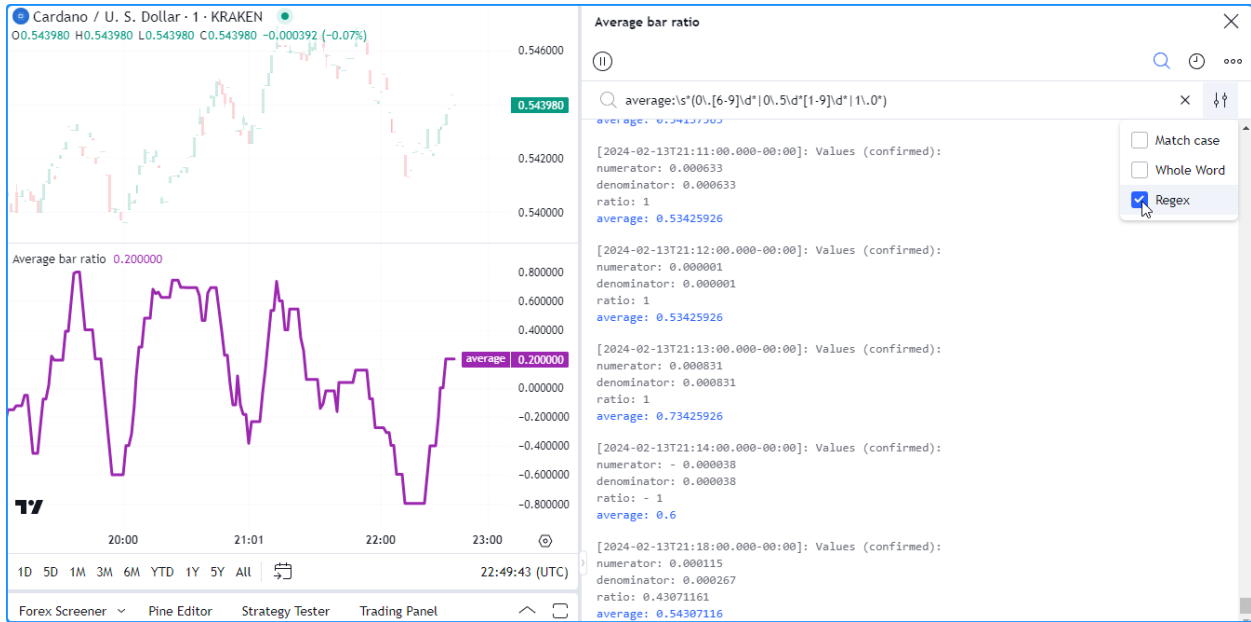 Cardano / U. S. Dollar · 1 · KRAKEN
O0.543980 H0.543980 L0.543980 C0.543980 −0.000392 (−0.07%)
0.546000
0.543980
0.542000
0.540000
Average bar ratio 0.200000
0.800000
0.600000
0.400000
average 0.200000
0.000000
−0.200000
−0.400000
−0.600000
−0.800000
20:00 21:01 22:00 23:00
1D 5D 1M 3M 6M YTD 1Y 5Y All
22:49:43 (UTC)
Forex Screener Pine Editor Strategy Tester Trading Panel
Average bar ratio
average:\s*(0\.[6-9]\d*|0\.5\d*[1-9]\d*|1\.0*)
Match case
Whole Word
Regex
average: 0.54137563
[2024-02-13T21:11:00.000-00:00]: Values (confirmed):
numerator: 0.000633
denominator: 0.000633
ratio: 1
average: 0.53425926
[2024-02-13T21:12:00.000-00:00]: Values (confirmed):
numerator: 0.000001
denominator: 0.000001
ratio: 1
average: 0.53425926
[2024-02-13T21:13:00.000-00:00]: Values (confirmed):
numerator: 0.000831
denominator: 0.000831
ratio: 1
average: 0.73425926
[2024-02-13T21:14:00.000-00:00]: Values (confirmed):
numerator: - 0.000038
denominator: 0.000038
ratio: - 1
average: 0.6
[2024-02-13T21:18:00.000-00:00]: Values (confirmed):
numerator: 0.000115
denominator: 0.000267
ratio: 0.43071161
average: 0.54307116